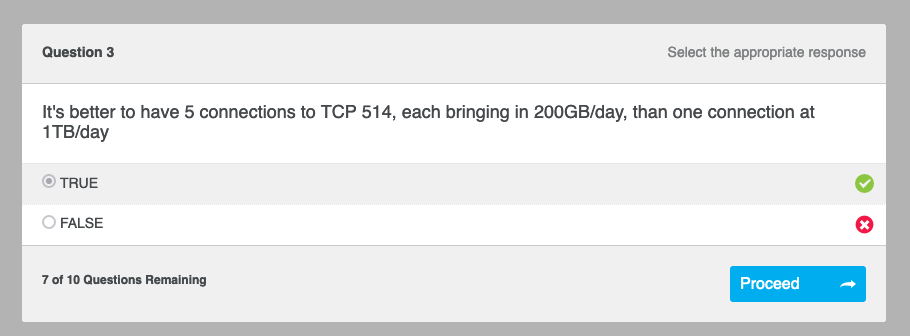 Question 3
Select the appropriate response
It's better to have 5 connections to TCP 514, each bringing in 200GB/day, than one connection at
1TB/day
TRUE
FALSE
7 of 10 Questions Remaining
Proceed